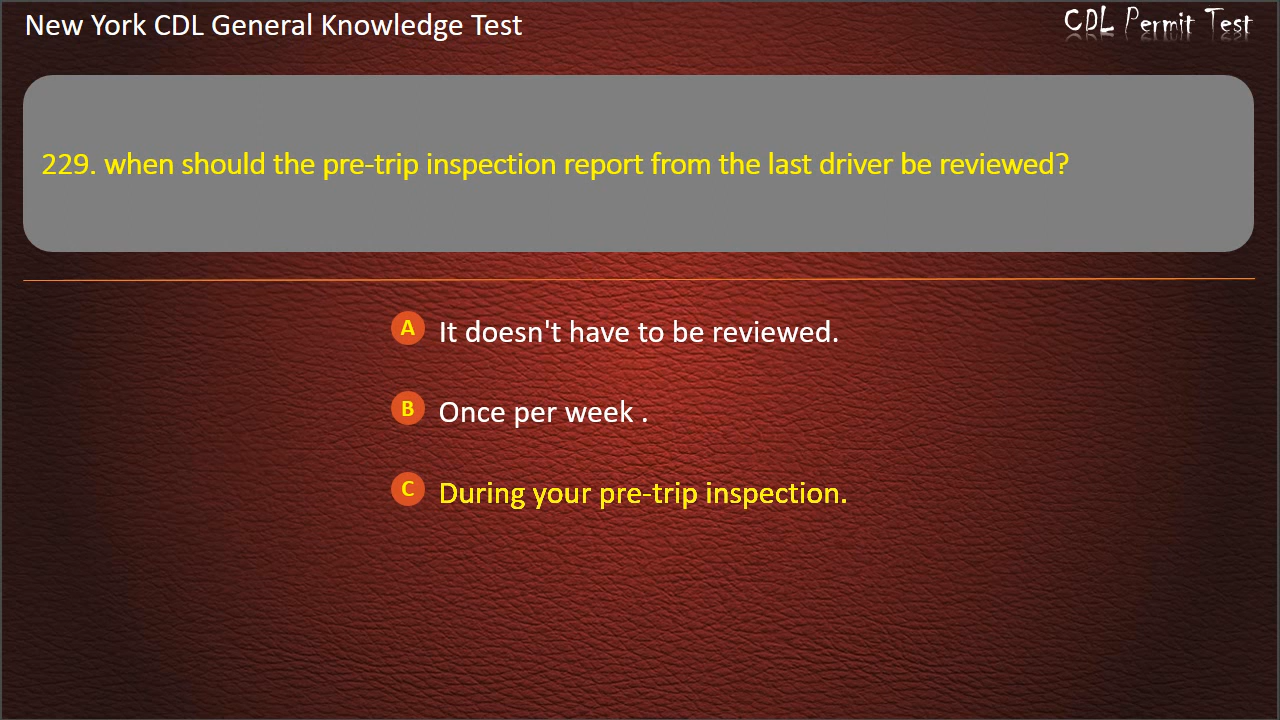 New York CDL General Knowledge Test
CDL Permit Test
229. when should the pre-trip inspection report from the last driver be reviewed?
A It doesn't have to be reviewed.
B Once per week .
C During your pre-trip inspection.